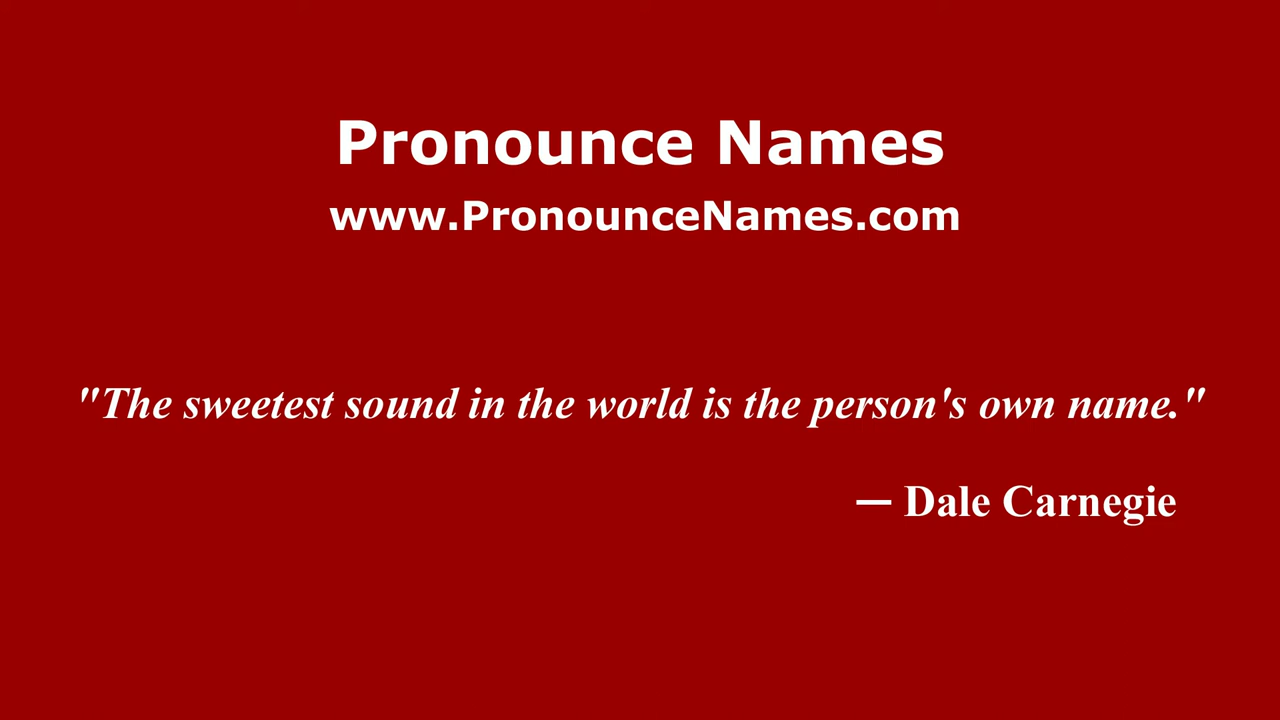 Pronounce Names
www.PronounceNames.com
"The sweetest sound in the world is the person's own name."
— Dale Carnegie